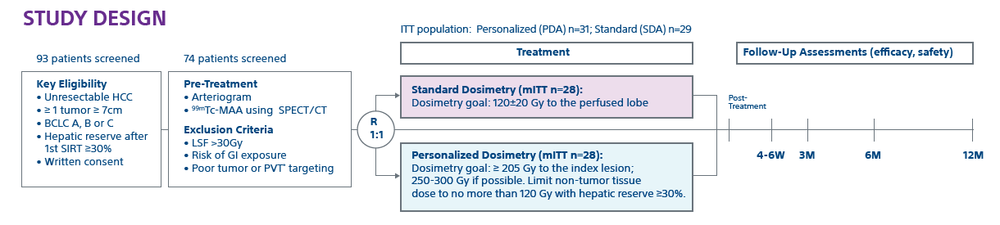 STUDY DESIGN
ITT population: Personalized (PDA) n=31; Standard (SDA) n=29
93 patients screened
Key Eligibility
• Unresectable HCC
• ≥ 1 tumor ≥ 7cm
• BCLC A, B or C
• Hepatic reserve after
1st SIRT ≥30%
• Written consent
74 patients screened
Pre-Treatment
• Arteriogram
• 99mTc-MAA using SPECT/CT
Exclusion Criteria
• LSF >30Gy
• Risk of GI exposure
• Poor tumor or PVT* targeting
R
1:1
Treatment
Standard Dosimetry (mITT n=28):
Dosimetry goal: 120±20 Gy to the perfused lobe
Personalized Dosimetry (mITT n=28):
Dosimetry goal: ≥ 205 Gy to the index lesion;
250-300 Gy if possible. Limit non-tumor tissue
dose to no more than 120 Gy with hepatic reserve ≥30%.
Follow-Up Assessments (efficacy, safety)
Post-
Treatment
4-6W 3M 6M 12M